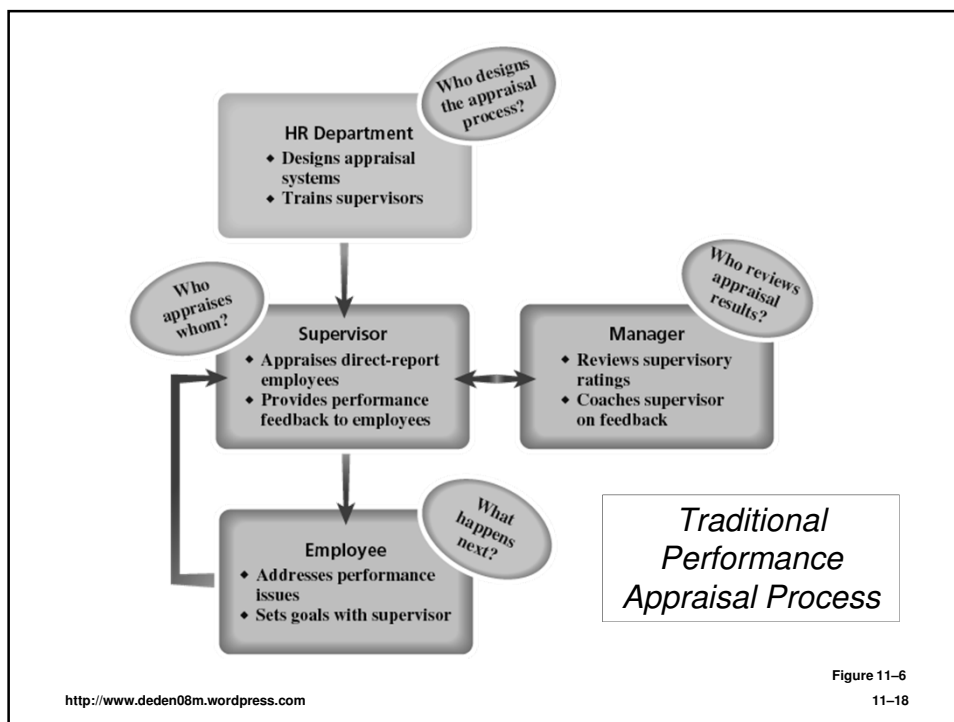 Who designs
the appraisal
process?
HR Department
◆ Designs appraisal
systems
◆ Trains supervisors
Who
appraises
whom?
Supervisor
◆ Appraises direct-report
employees
◆ Provides performance
feedback to employees
Who reviews
appraisal
results?
Manager
◆ Reviews supervisory
ratings
◆ Coaches supervisor
on feedback
What
happens
next?
Employee
◆ Addresses performance
issues
◆ Sets goals with supervisor
Traditional
Performance
Appraisal Process
Figure 11–6
http://www.deden08m.wordpress.com
11–18